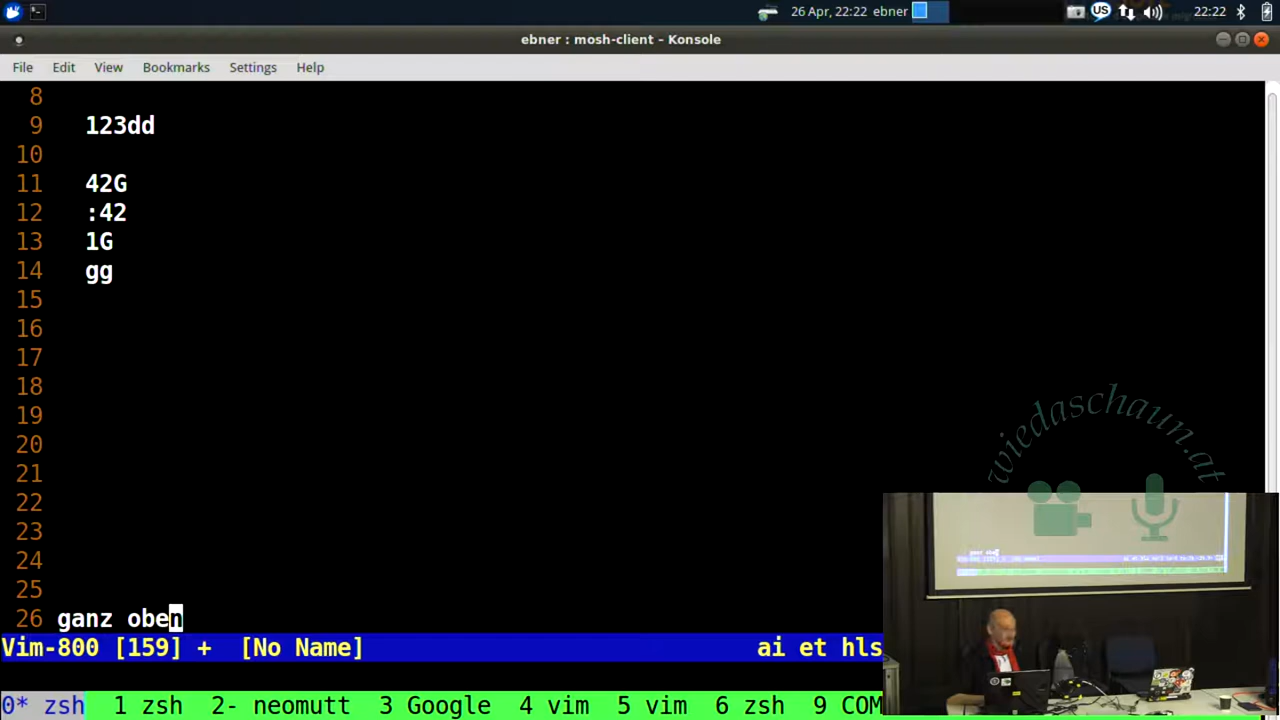 26 Apr, 22:22 ebner US 22:22
ebner : mosh-client – Konsole
File Edit View Bookmarks Settings Help
8
9 123dd
10
11 42G
12 :42
13 1G
14 gg
15
16
17
18
19
20
21
22
23
24
25
26 ganz oben
wiedaschaun.at
Vim-800 [159] + [No Name] ai et hls
0* zsh 1 zsh 2- neomutt 3 Google 4 vim 5 vim 6 zsh 9 COM